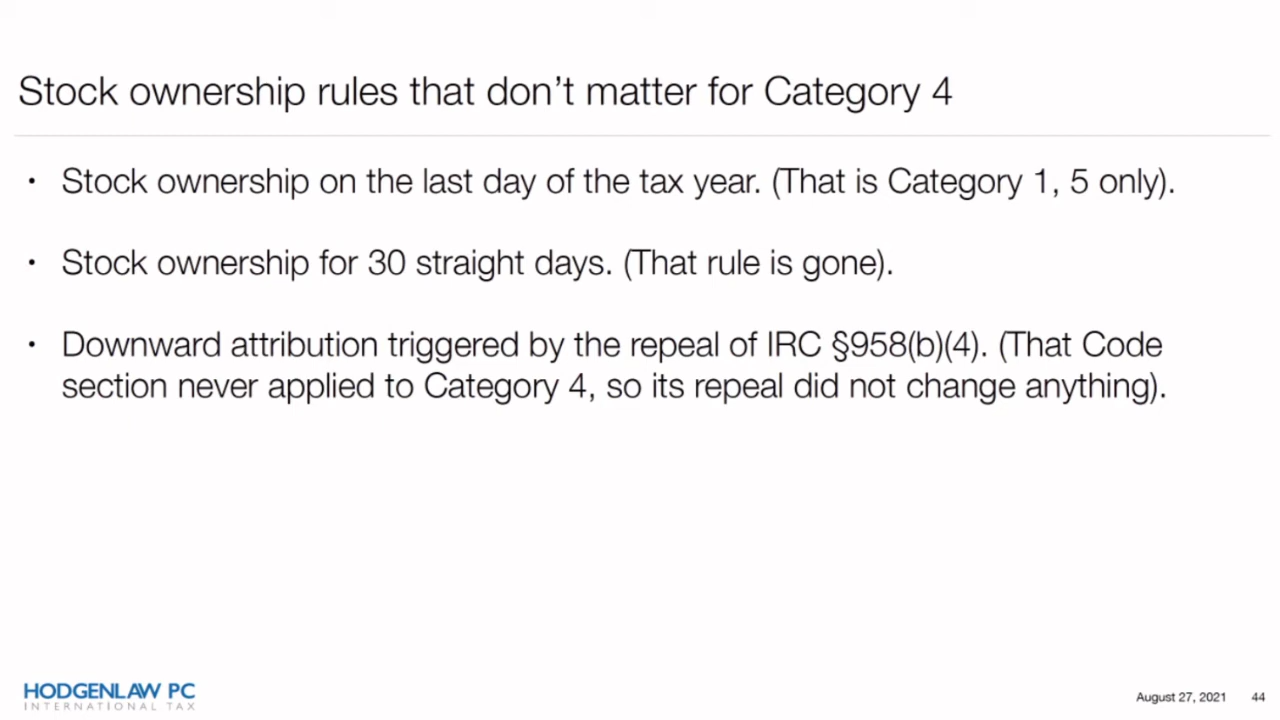 Stock ownership rules that don’t matter for Category 4
• Stock ownership on the last day of the tax year. (That is Category 1, 5 only).
• Stock ownership for 30 straight days. (That rule is gone).
• Downward attribution triggered by the repeal of IRC §958(b)(4). (That Code
section never applied to Category 4, so its repeal did not change anything).
HODGENLAW PC
INTERNATIONAL TAX
August 27, 2021 44